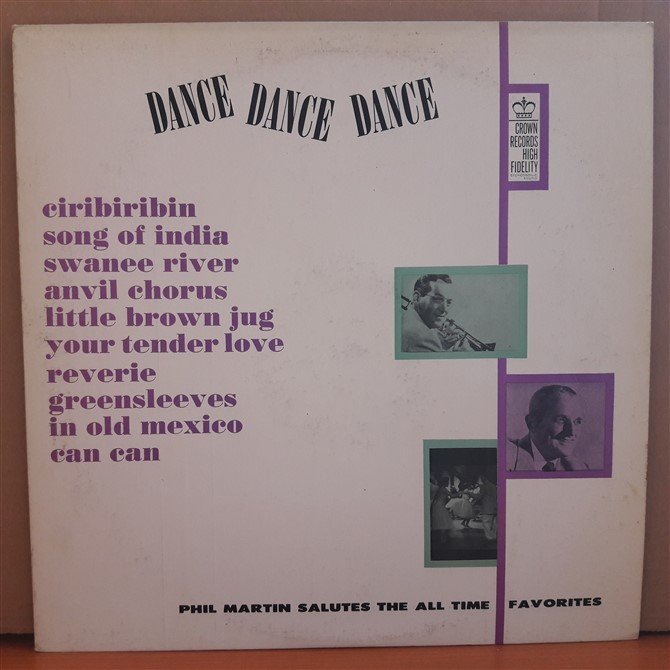 DANCE DANCE DANCE
CROWN
RECORDS
HIGH
FIDELITY
ciribiribin
song of india
swanee river
anvil chorus
little brown jug
your tender love
reverie
greensleeves
in old mexico
can can
PHIL MARTIN SALUTES THE ALL TIME FAVORITES